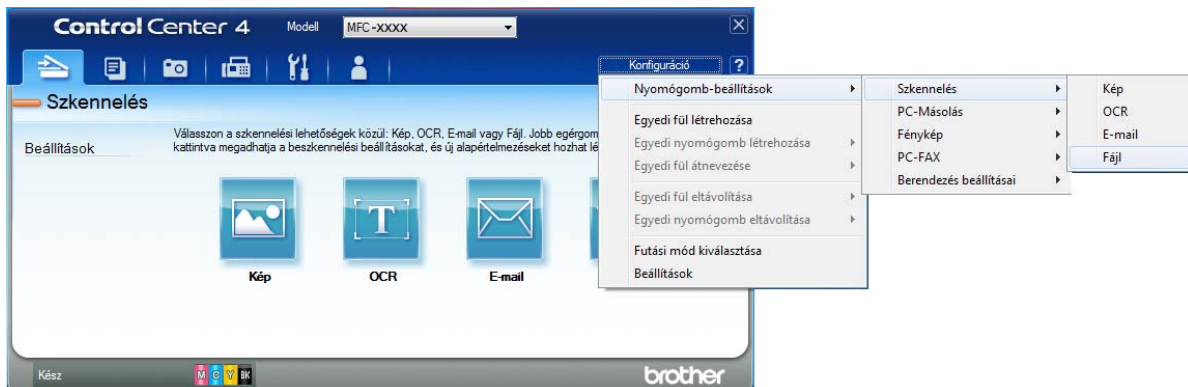 Control Center 4
Modell
MFC-XXXX
Konfiguráció
?
Szkennelés
Beállítások
Válasszon a szkennelési lehetőségek közül: Kép, OCR, E-mail vagy Fájl. Jobb egérgom
kattintva megadhatja a beszkennelési beállításokat, és új alapértelmezéseket hozhat lé
T
Kép
OCR
E-mail
Nyomógomb-beállítások
Egyedi fül létrehozása
Egyedi nyomógomb létrehozása
Egyedi fül átnevezése
Egyedi fül eltávolítása
Egyedi nyomógomb eltávolítása
Futási mód kiválasztása
Beállítások
Szkennelés
PC-Másolás
Fénykép
PC-FAX
Berendezés beállításai
Kép
OCR
E-mail
Fájl
Kész
M C Y BK
brother